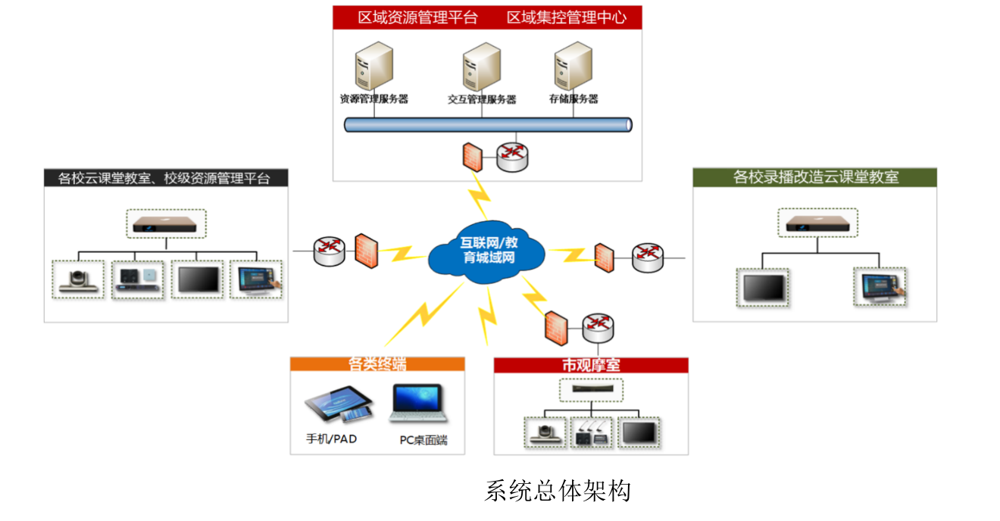 区域资源管理平台 区域集控管理中心
资源管理服务器 交互管理服务器 存储服务器
各校云课堂教室、校级资源管理平台
各校录播改造云课堂教室
互联网/教
育城域网
各类终端
市观摩室
手机/PAD PC桌面端
系统总体架构